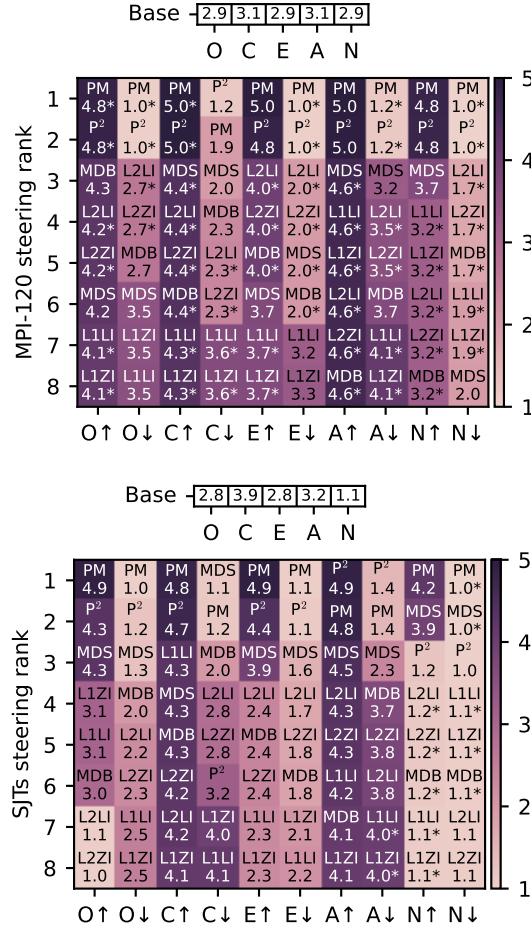 Base 2.9 3.1 2.9 3.1 2.9
O C E A N
MPI-120 steering rank
PM PM PM P² PM PM PM PM PM PM
1 4.8* 1.0* 5.0* 1.2 5.0 1.0* 5.0 1.2* 4.8 1.0*
P² P² P² PM P² P² P² P² P² P²
2 4.8* 1.0* 5.0* 1.9 4.8 1.0* 5.0 1.2* 4.8 1.0*
MDB L2LI MDS MDS L2LI L2LI MDS MDS MDS L2LI
3 4.3 2.7* 4.4* 2.0 4.0* 2.0* 4.6* 3.2 3.7 1.7*
L2LI L2ZI L2LI MDB L2ZI L2ZI L1LI L2LI L1LI L2ZI
4 4.2* 2.7* 4.4* 2.3 4.0* 2.0* 4.6* 3.5* 3.2* 1.7*
L2ZI MDB L2ZI L2LI MDB MDS L1ZI L2ZI L1ZI MDB
5 4.2* 2.7 4.4* 2.3* 4.0* 2.0* 4.6* 3.5* 3.2* 1.7*
MDS MDS MDB L2ZI MDS MDB L2LI MDB L2LI L1LI
6 4.2 3.5 4.4* 2.3* 3.7 2.0* 4.6* 3.7 3.2* 1.9*
L1LI L1ZI L1LI L1LI L1LI L1LI L2ZI L1LI L2ZI L1ZI
7 4.1* 3.5 4.3* 3.6* 3.7* 3.2 4.6* 4.1* 3.2* 1.9*
L1ZI L1LI L1ZI L1ZI L1ZI L1ZI MDB L1ZI MDB MDS
8 4.1* 3.5 4.3* 3.6* 3.7* 3.3 4.6* 4.1* 3.2* 2.0
O↑ O↓ C↑ C↓ E↑ E↓ A↑ A↓ N↑ N↓
5
4
3
2
1
Base 2.8 3.9 2.8 3.2 1.1
O C E A N
SJTs steering rank
PM PM PM MDS PM PM P² P² PM PM
1 4.9 1.0 4.8 1.1 4.9 1.1 4.9 1.4 4.2 1.0*
P² P² P² PM P² P² PM PM MDS MDS
2 4.3 1.2 4.7 1.2 4.4 1.1 4.8 1.4 3.9 1.0*
MDS MDS L1LI MDB MDS MDS MDS MDS P² P²
3 4.3 1.3 4.3 2.0 3.9 1.6 4.5 2.3 1.2 1.0
L1ZI MDB MDS L2LI L2LI L2LI L2LI MDB L2LI L1LI
4 3.1 2.0 4.3 2.8 2.4 1.7 4.3 3.7 1.2* 1.1*
L1LI L2LI MDB L2ZI MDB L2ZI L2ZI L2ZI L2ZI L1ZI
5 3.1 2.2 4.3 2.8 2.4 1.8 4.3 3.8 1.2* 1.1*
MDB L2ZI L2ZI P² L2ZI MDB L1LI L2LI MDB MDB
6 3.0 2.3 4.2 3.2 2.4 1.8 4.2 3.8 1.2* 1.1*
L2LI L1LI L2LI L1ZI L1LI L1ZI MDB L1LI L1LI L2LI
7 1.1 2.5 4.2 4.0 2.3 2.1 4.1 4.0* 1.1* 1.1
L2ZI L1ZI L1ZI L1LI L1ZI L1LI L1ZI L1ZI L1ZI L2ZI
8 1.0 2.5 4.1 4.1 2.3 2.2 4.1 4.0* 1.1* 1.1
O↑ O↓ C↑ C↓ E↑ E↓ A↑ A↓ N↑ N↓
5
4
3
2
1